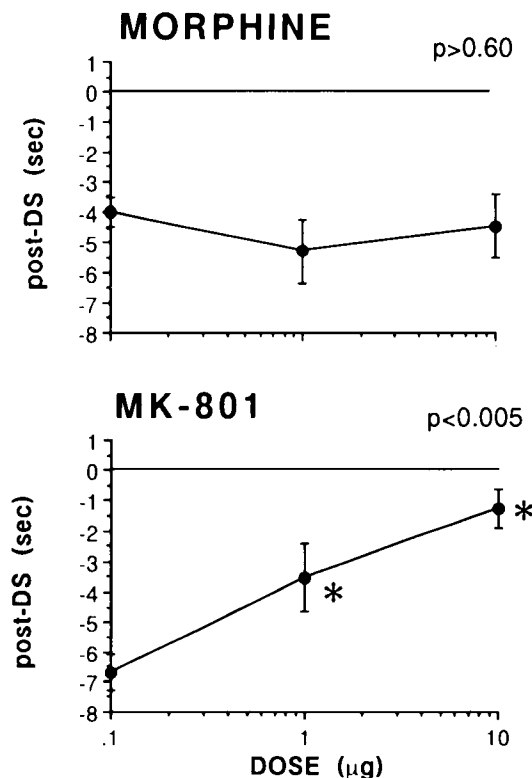 MORPHINE
p>0.60
1
0
-1
-2
-3
-4
-5
-6
-7
-8
post-DS (sec)
MK-801
p<0.005
1
0
-1
-2
-3
-4
-5
-6
-7
-8
post-DS (sec)
*
*
.1 1 10
DOSE (μg)